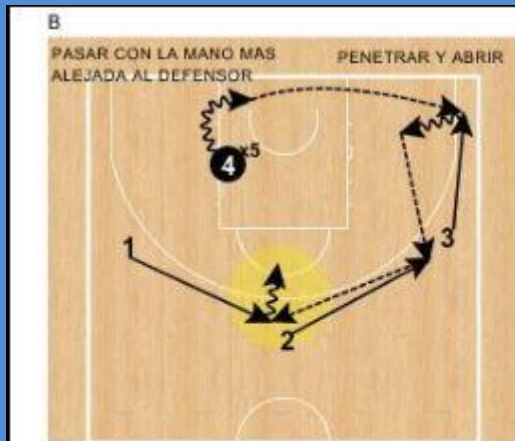 B
PASAR CON LA MANO MAS
ALEJADA AL DEFENSOR
PENETRAR Y ABRIR
4
x5
1
3
2